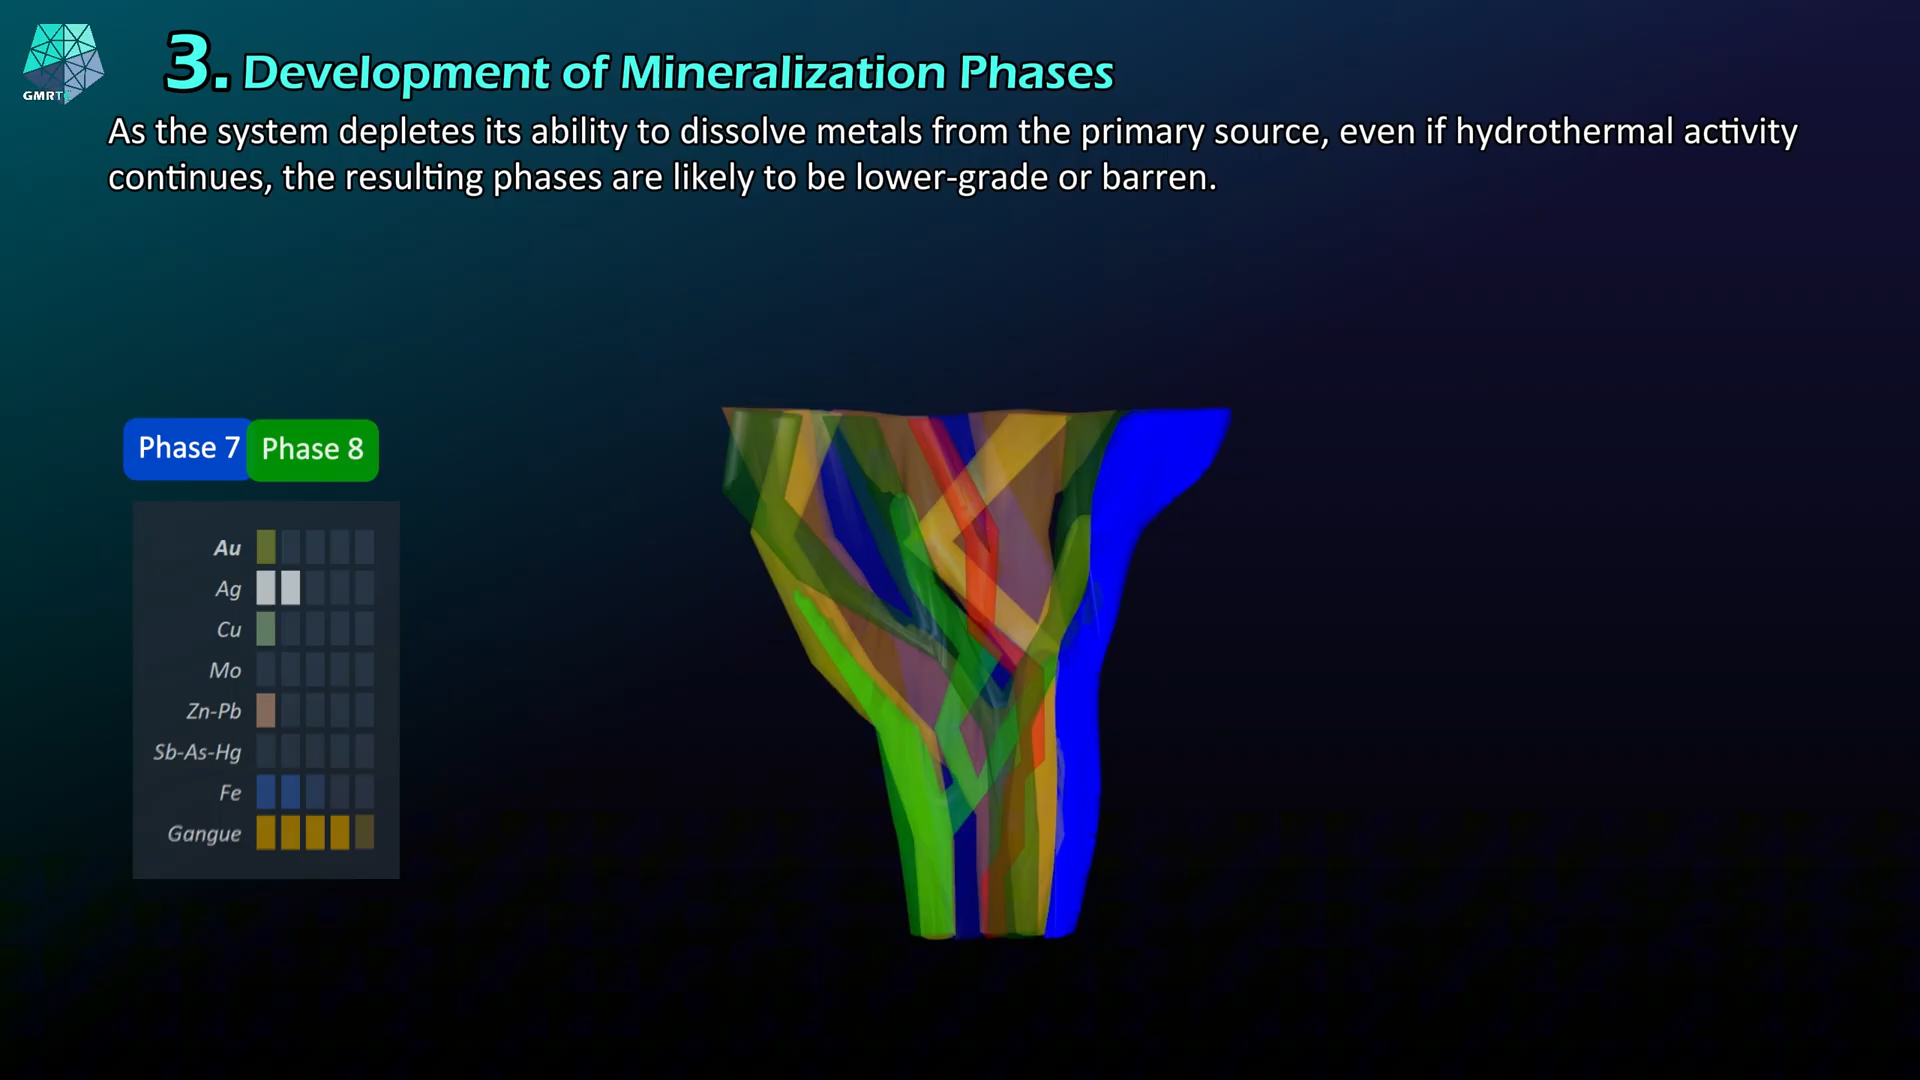 GMRT
3. Development of Mineralization Phases
As the system depletes its ability to dissolve metals from the primary source, even if hydrothermal activity
continues, the resulting phases are likely to be lower-grade or barren.
Phase 7 Phase 8
Au
Ag
Cu
Mo
Zn-Pb
Sb-As-Hg
Fe
Gangue